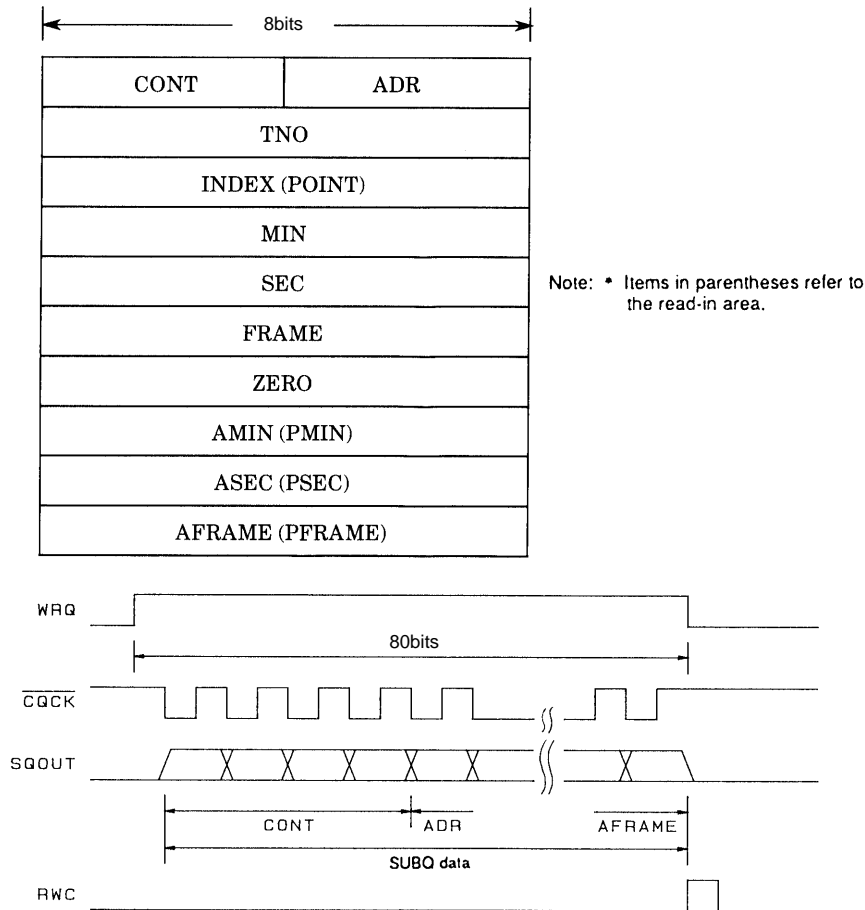 8bits
CONT ADR
TNO
INDEX (POINT)
MIN
SEC
FRAME
ZERO
AMIN (PMIN)
ASEC (PSEC)
AFRAME (PFRAME)
Note: * Items in parentheses refer to
the read-in area.
WRQ
80bits
CQCK
SQOUT
CONT ADR AFRAME
SUBQ data
RWC